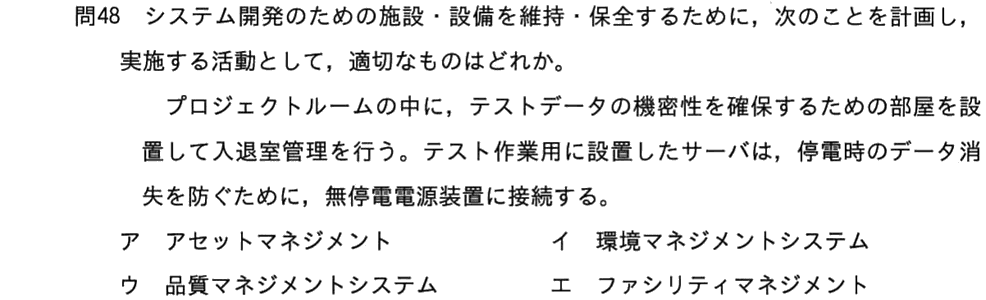 問48 システム開発のための施設・設備を維持・保全するために，次のことを計画し，
実施する活動として，適切なものはどれか。
プロジェクトルームの中に，テストデータの機密性を確保するための部屋を設
置して入退室管理を行う。テスト作業用に設置したサーバは，停電時のデータ消
失を防ぐために，無停電電源装置に接続する。
ア アセットマネジメント イ 環境マネジメントシステム
ウ 品質マネジメントシステム エ ファシリティマネジメント